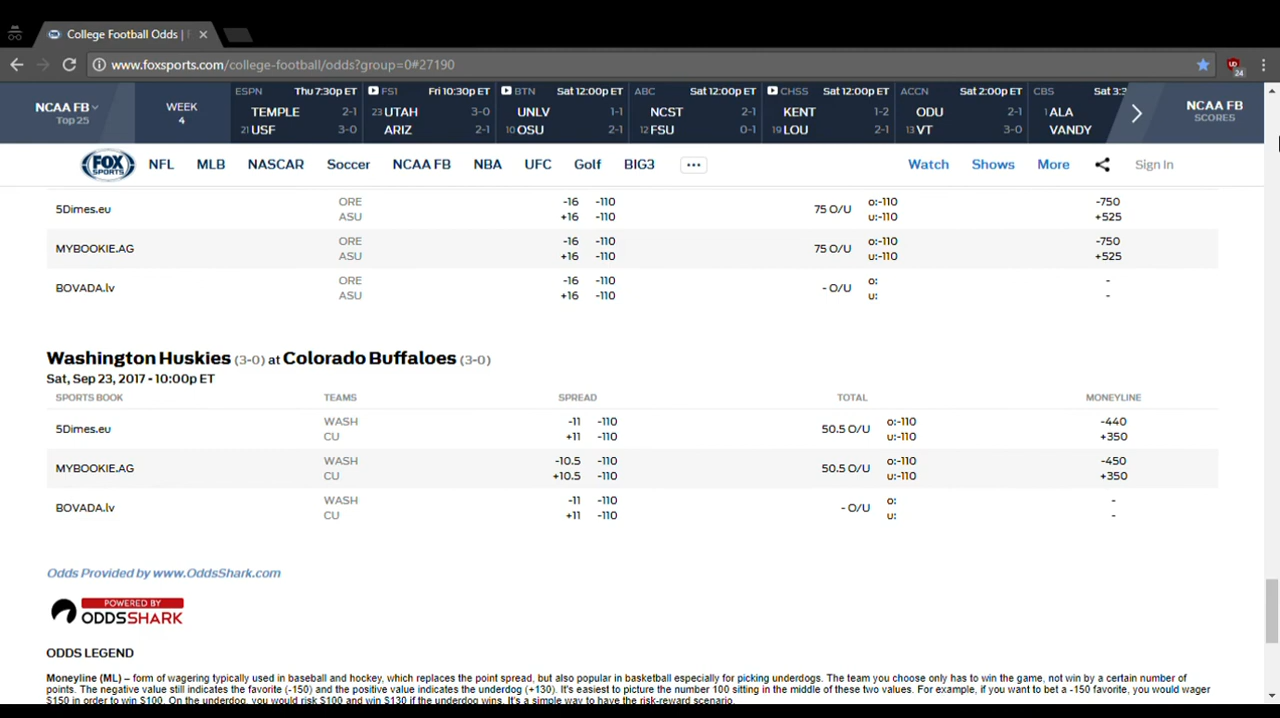 College Football Odds |
www.foxsports.com/college-football/odds?group=0#27190
24
NCAA FB
Top 25
WEEK
4
ESPN Thu 7:30p ET
TEMPLE 2-1
21 USF 3-0
FS1 Fri 10:30p ET
23 UTAH 3-0
ARIZ 2-1
BTN Sat 12:00p ET
UNLV 1-1
10 OSU 2-1
ABC Sat 12:00p ET
NCST 2-1
12 FSU 0-1
CHSS Sat 12:00p ET
KENT 1-2
19 LOU 2-1
ACCN Sat 2:00p ET
ODU 2-1
13 VT 3-0
CBS Sat 3:3
1 ALA
VANDY
NCAA FB
SCORES
FOX SPORTS NFL MLB NASCAR Soccer NCAA FB NBA UFC Golf BIG3 ... Watch Shows More Sign In
5Dimes.eu ORE -16 -110 75 O/U o:-110 -750
ASU +16 -110 u:-110 +525
MYBOOKIE.AG ORE -16 -110 75 O/U o:-110 -750
ASU +16 -110 u:-110 +525
BOVADA.lv ORE -16 -110 - O/U o: -
ASU +16 -110 u: -
Washington Huskies (3-0) at Colorado Buffaloes (3-0)
Sat, Sep 23, 2017 - 10:00p ET
SPORTS BOOK TEAMS SPREAD TOTAL MONEYLINE
5Dimes.eu WASH -11 -110 50.5 O/U o:-110 -440
CU +11 -110 u:-110 +350
MYBOOKIE.AG WASH -10.5 -110 50.5 O/U o:-110 -450
CU +10.5 -110 u:-110 +350
BOVADA.lv WASH -11 -110 - O/U o: -
CU +11 -110 u: -
Odds Provided by www.OddsShark.com
POWERED BY
ODDSSHARK
ODDS LEGEND
Moneyline (ML) – form of wagering typically used in baseball and hockey, which replaces the point spread, but also popular in basketball especially for picking underdogs. The team you choose only has to win the game, not win by a certain number of
points. The negative value still indicates the favorite (-150) and the positive value indicates the underdog (+130). It's easiest to picture the number 100 sitting in the middle of these two values. For example, if you want to bet a -150 favorite, you would wager
$150 in order to win $100. On the underdog, you would risk $100 and win $130 if the underdog wins. It's a simple way to have the risk-reward scenario.